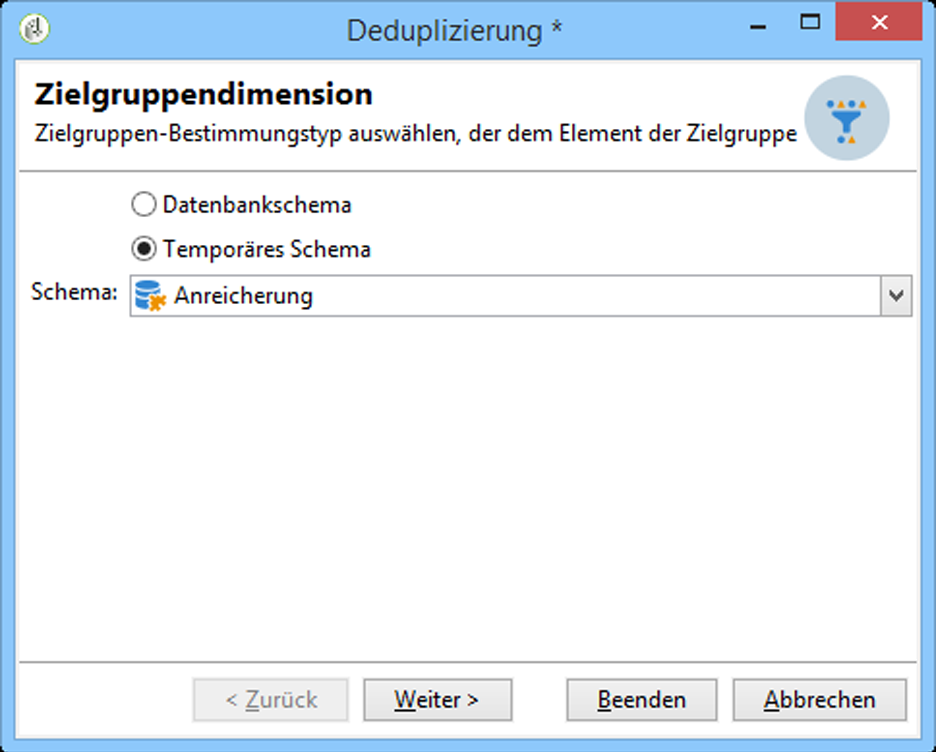 Deduplizierung *
Zielgruppendimension
Zielgruppen-Bestimmungstyp auswählen, der dem Element der Zielgruppe
Datenbankschema
Temporäres Schema
Schema: Anreicherung
< Zurück Weiter > Beenden Abbrechen